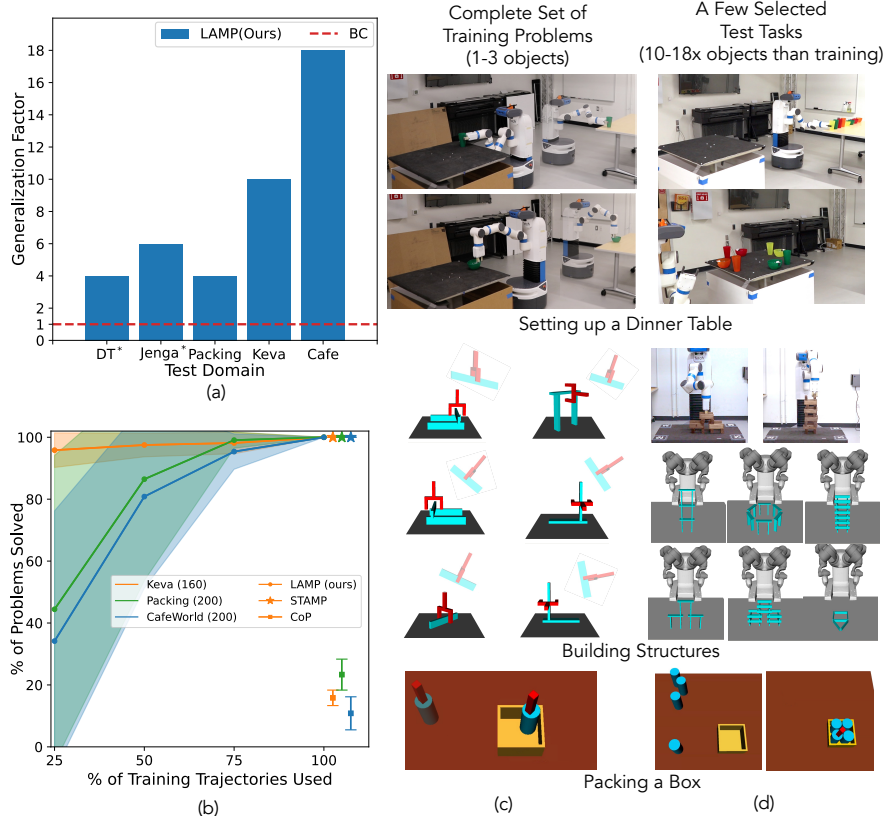 LAMP(Ours)
BC
18
16
14
12
10
8
6
4
2
1
0
Generalization Factor
DT*
Jenga*
Packing
Keva
Cafe
Test Domain
(a)
100
80
60
40
20
0
% of Problems Solved
Keva (160)
Packing (200)
CafeWorld (200)
LAMP (ours)
STAMP
CoP
25
50
75
100
% of Training Trajectories Used
(b)
Complete Set of
Training Problems
(1-3 objects)
A Few Selected
Test Tasks
(10-18x objects than training)
Setting up a Dinner Table
Building Structures
Packing a Box
(c)
(d)